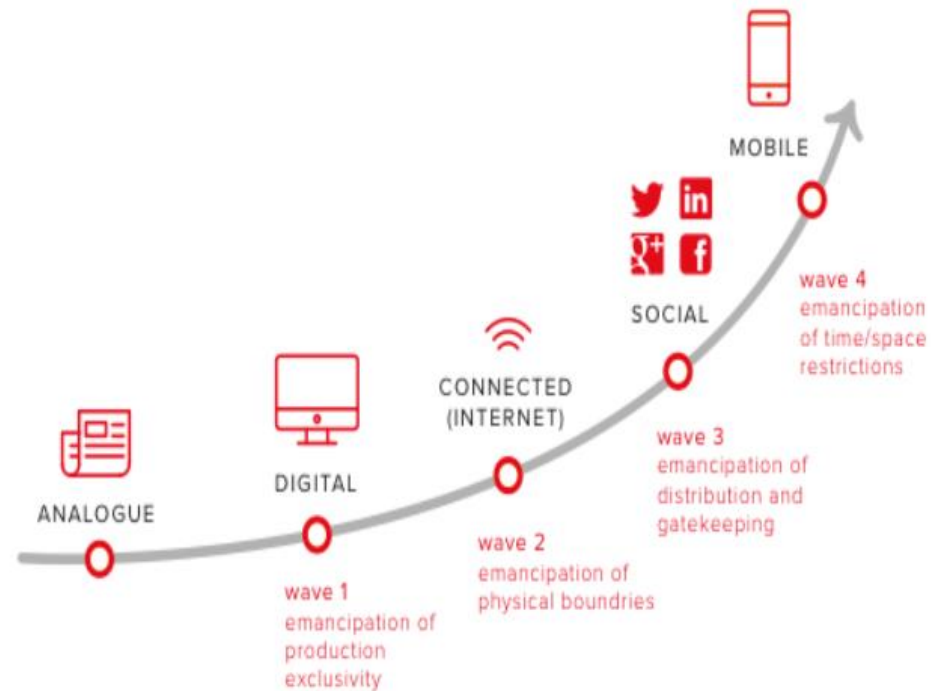 ANALOGUE
DIGITAL
wave 1
emancipation of
production
exclusivity
CONNECTED
(INTERNET)
wave 2
emancipation of
physical boundries
SOCIAL
in
g+
f
wave 3
emancipation of
distribution and
gatekeeping
MOBILE
wave 4
emancipation
of time/space
restrictions